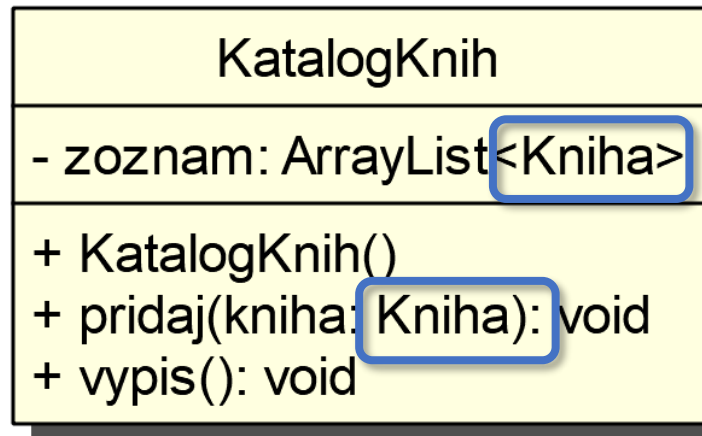 KatalogKnih
- zoznam: ArrayList<Kniha>
+ KatalogKnih()
+ pridaj(kniha: Kniha): void
+ vypis(): void